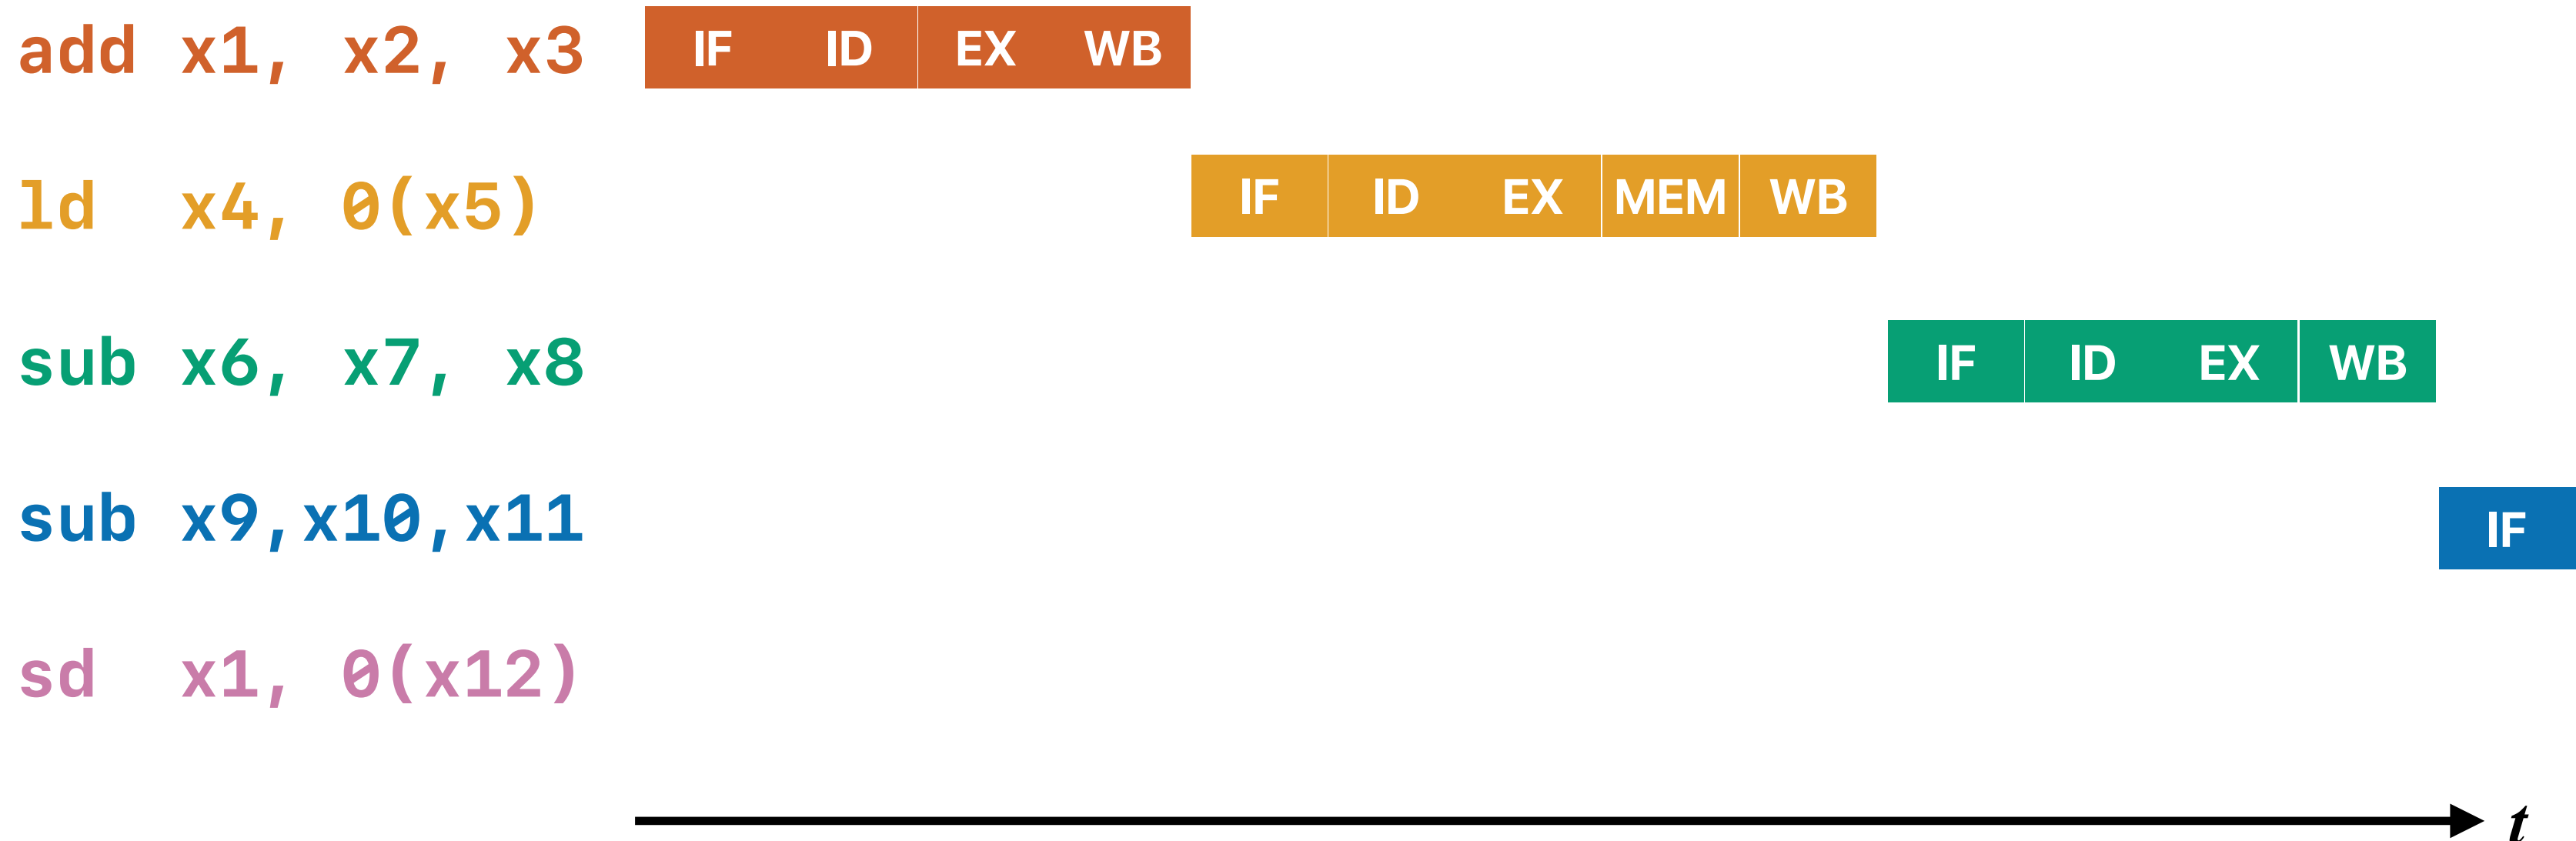 add x1, x2, x3 IF ID EX WB
ld x4, 0(x5) IF ID EX MEM WB
sub x6, x7, x8 IF ID EX WB
sub x9,x10,x11 IF
sd x1, 0(x12)
t